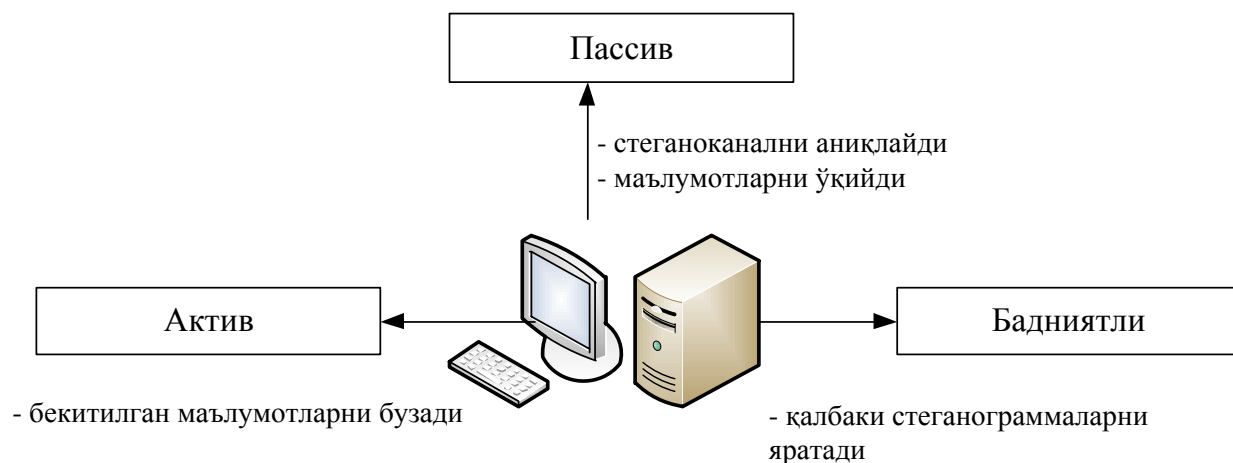 Пассив
- стеганоканални аниқлайди
- маълумотларни ўқийди
Актив
Бадниятли
- бекитилган маълумотларни бузади
- қалбаки стеганограммаларни
яратади